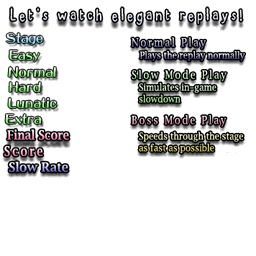 Let's watch elegant replays!
Stage
Easy
Normal
Hard
Lunatic
Extra
Final Score
Score
Slow Rate
Normal Play
Plays the replay normally
Slow Mode Play
Simulates in-game
slowdown
Boss Mode Play
Speeds through the stage
as fast as possible